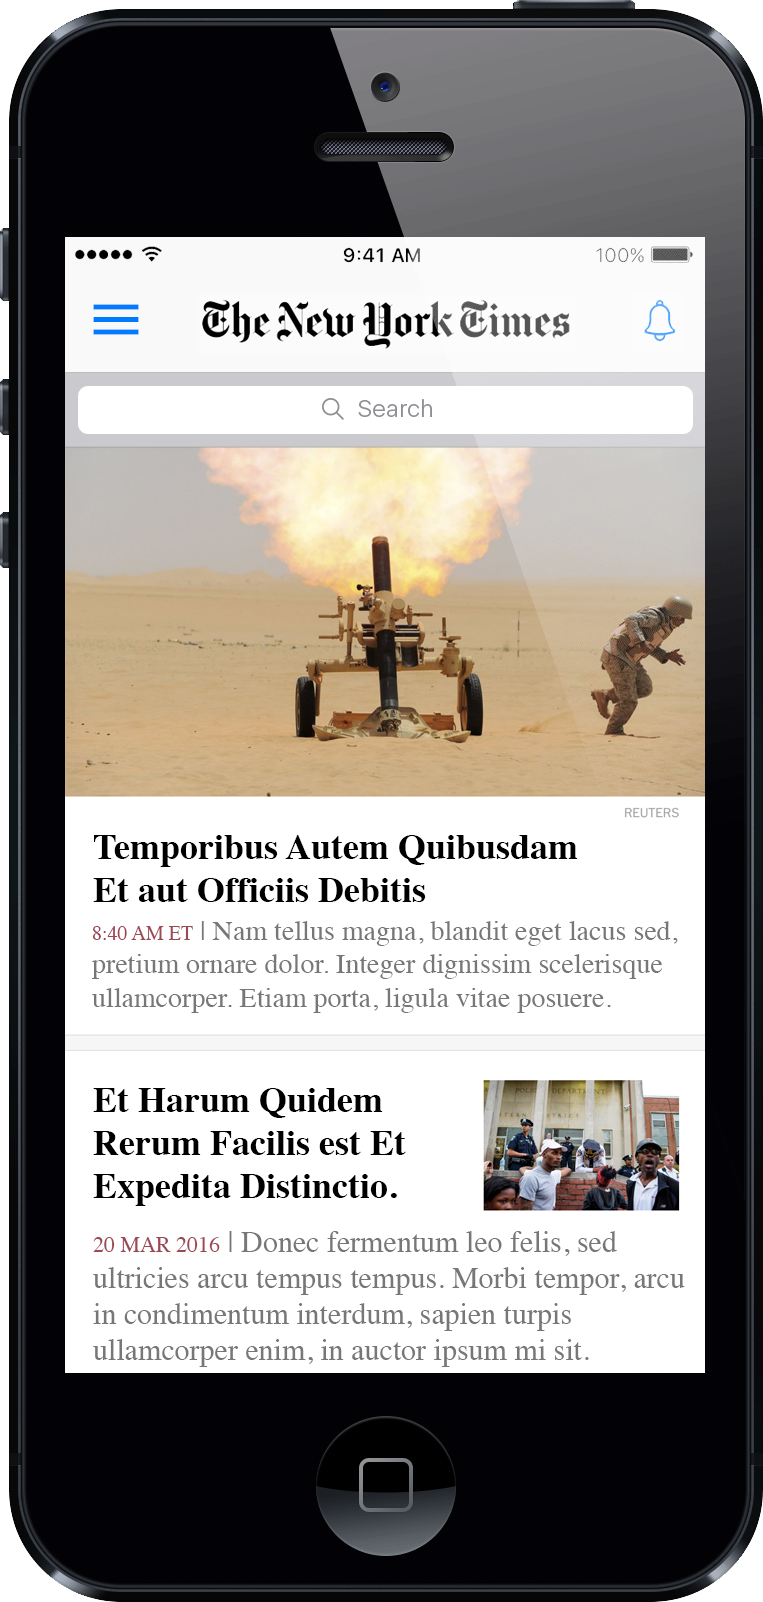 9:41 AM
100%
The New York Times
Search
REUTERS
Temporibus Autem Quibusdam
Et aut Officiis Debitis
8:40 AM ET | Nam tellus magna, blandit eget lacus sed,
pretium ornare dolor. Integer dignissim scelerisque
ullamcorper. Etiam porta, ligula vitae posuere.
Et Harum Quidem
Rerum Facilis est Et
Expedita Distinctio.
POLICE DEPARTMENT
TERN DISTRICT
20 MAR 2016 | Donec fermentum leo felis, sed
ultricies arcu tempus tempus. Morbi tempor, arcu
in condimentum interdum, sapien turpis
ullamcorper enim, in auctor ipsum mi sit.